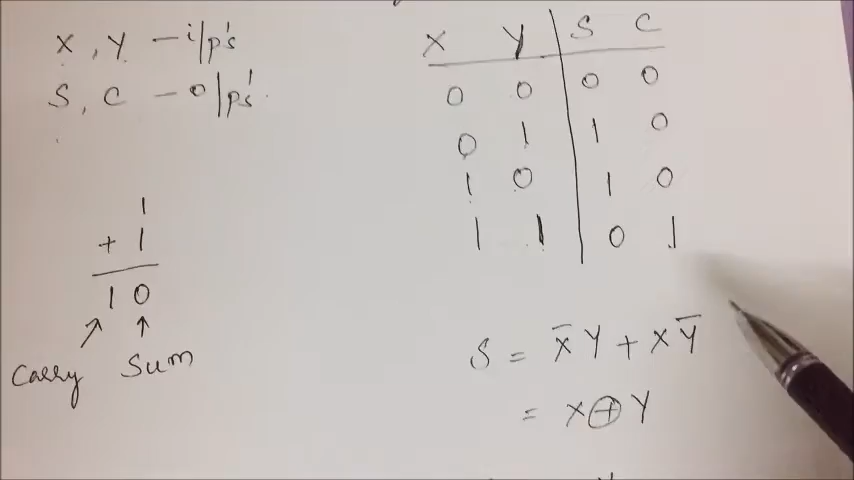 X, Y — i/p's
S, C — o/p's
1
+ 1
1 0
Carry Sum
X Y S C
0 0 0 0
0 1 1 0
1 0 1 0
1 1 0 1
S = X̅ Y + X Y̅
= X ⊕ Y